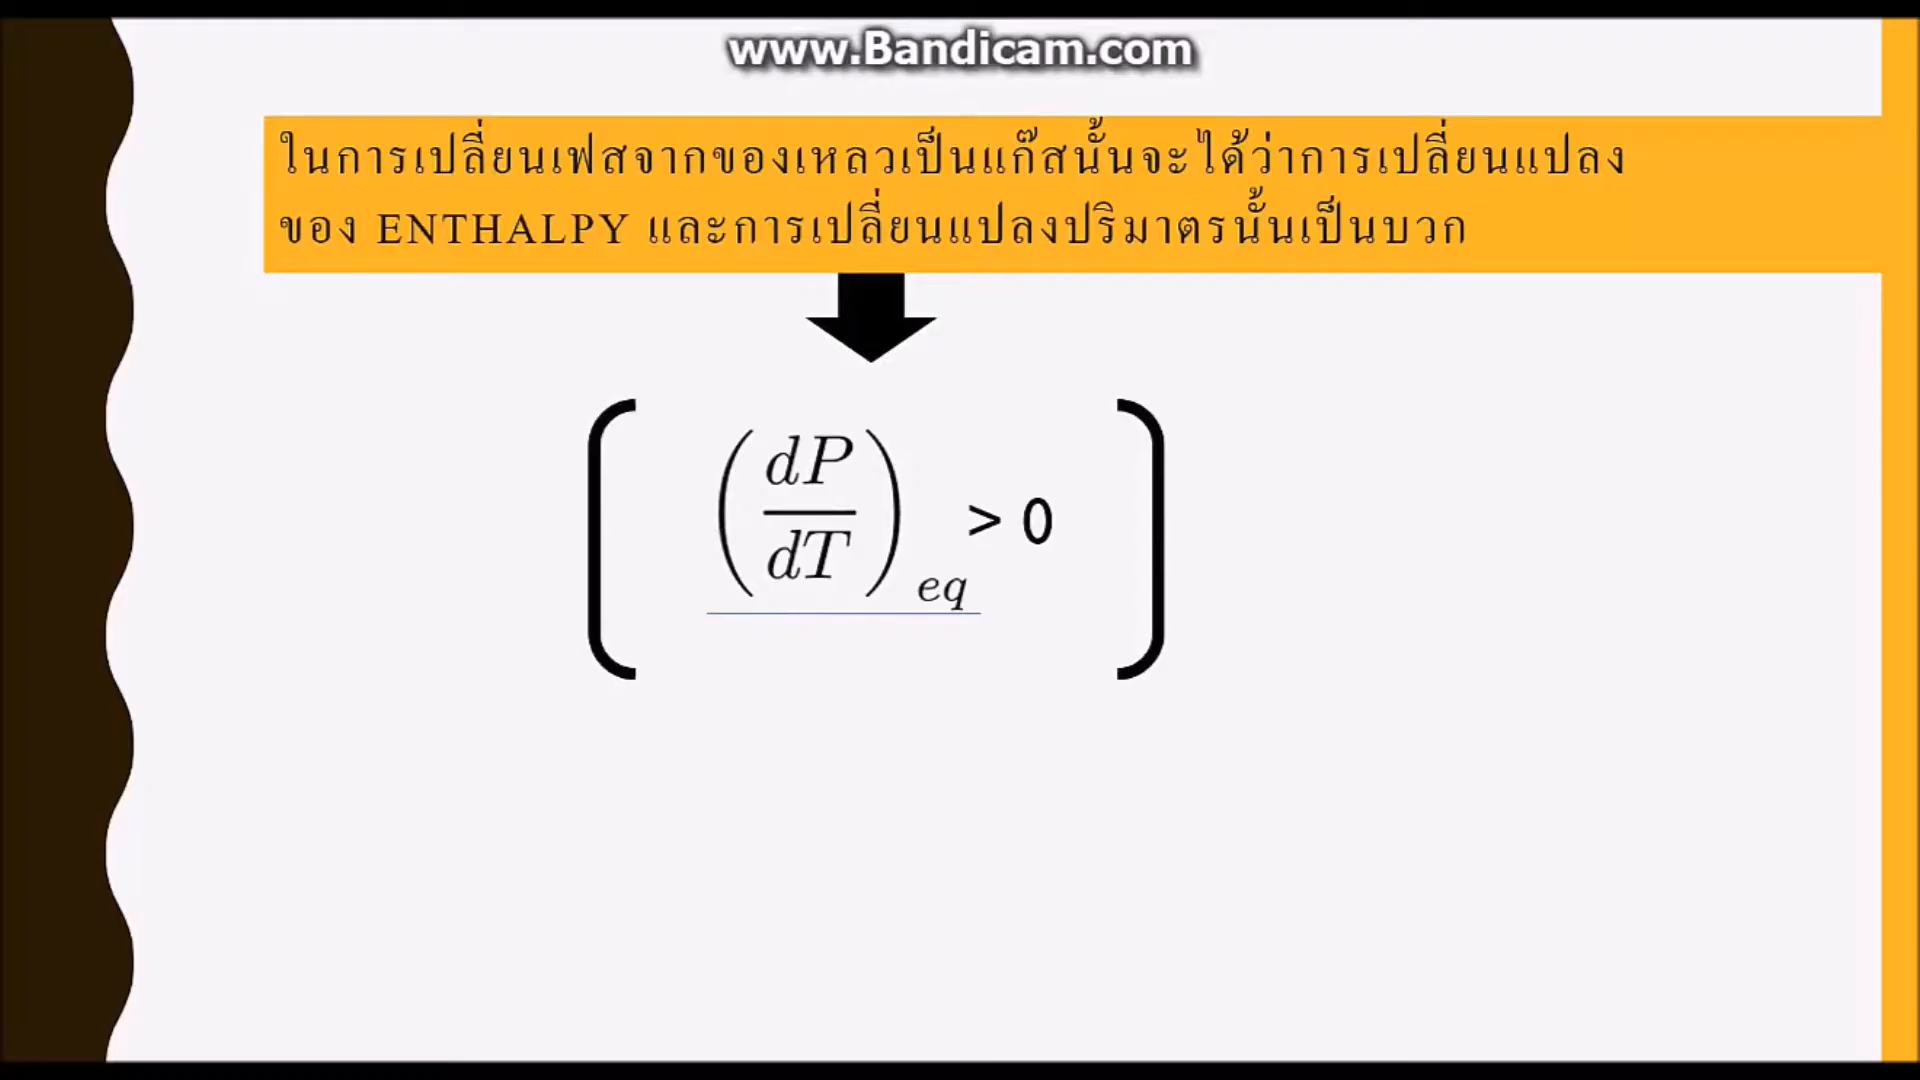 www.Bandicam.com
ในการเปลี่ยนเฟสจากของเหลวเป็นแก๊สนั้นจะได้ว่าการเปลี่ยนแปลง
ของ ENTHALPY และการเปลี่ยนแปลงปริมาตรนั้นเป็นบวก
(dP/dT)eq > 0